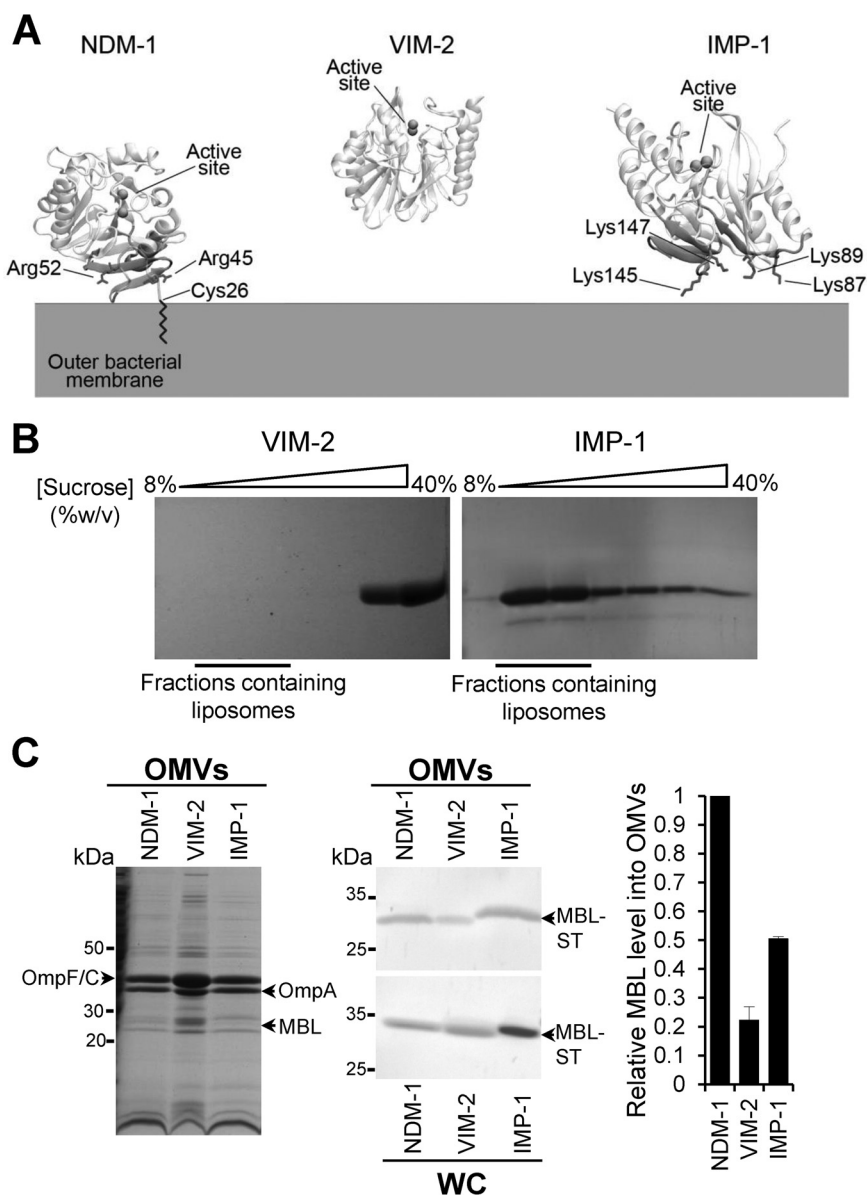 A
NDM-1
VIM-2
IMP-1
Active
site
Active
site
Active
site
Arg52
Arg45
Cys26
Lys147
Lys145
Lys89
Lys87
Outer bacterial
membrane
B
VIM-2
IMP-1
[Sucrose]
(%w/v)
8%
40%
8%
40%
Fractions containing
liposomes
Fractions containing
liposomes
C
OMVs
NDM-1
VIM-2
IMP-1
kDa
50
OmpF/C
30
20
OmpA
MBL
OMVs
NDM-1
VIM-2
IMP-1
kDa
35
25
MBL-
ST
35
25
MBL-
ST
NDM-1
VIM-2
IMP-1
WC
Relative MBL level into OMVs
1
0.9
0.8
0.7
0.6
0.5
0.4
0.3
0.2
0.1
0
NDM-1
VIM-2
IMP-1